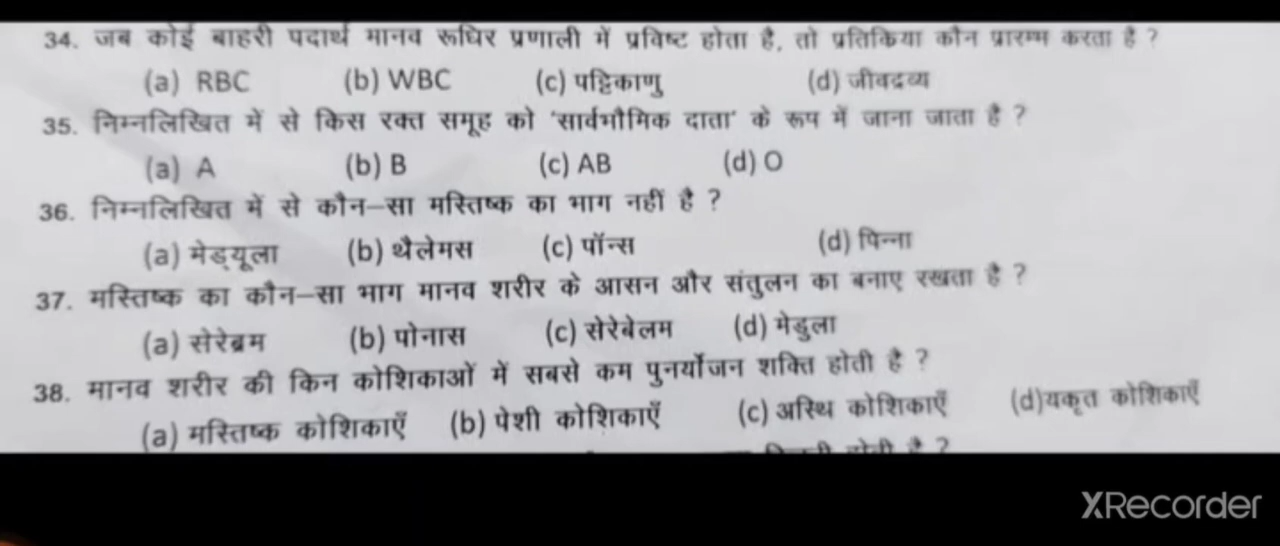 34. जब कोई बाहरी पदार्थ मानव रूधिर प्रणाली में प्रविष्ट होता है, तो प्रतिकिया कौन प्रारम्भ करता है ?
(a) RBC (b) WBC (c) पट्टिकाणु (d) जीवद्रव्य
35. निम्नलिखित में से किस रक्त समूह को 'सार्वभौमिक दाता' के रूप में जाना जाता है ?
(a) A (b) B (c) AB (d) O
36. निम्नलिखित में से कौन-सा मस्तिष्क का भाग नहीं है ?
(a) मेड्यूला (b) थैलेमस (c) पॉन्स (d) पिन्ना
37. मस्तिष्क का कौन-सा भाग मानव शरीर के आसन और संतुलन का बनाए रखता है ?
(a) सेरेब्रम (b) पोनास (c) सेरेबेलम (d) मेडुला
38. मानव शरीर की किन कोशिकाओं में सबसे कम पुनर्योजन शक्ति होती है ?
(a) मस्तिष्क कोशिकाएँ (b) पेशी कोशिकाएँ (c) अस्थि कोशिकाएँ (d)यकृत कोशिकाएँ
होती है ?
XRecorder